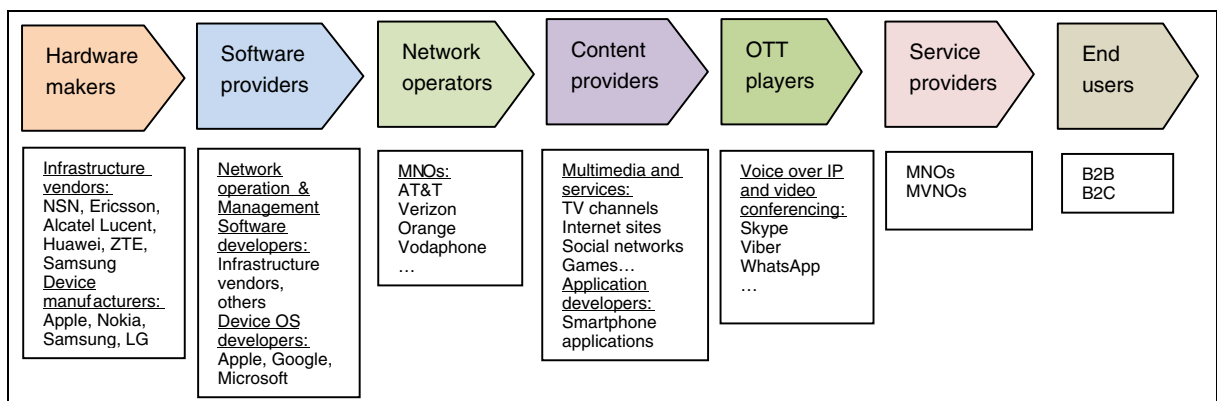 Hardware
makers
Software
providers
Network
operators
Content
providers
OTT
players
Service
providers
End
users
Infrastructure
vendors:
NSN, Ericsson,
Alcatel Lucent,
Huawei, ZTE,
Samsung
Device
manufacturers:
Apple, Nokia,
Samsung, LG
Network
operation &
Management
Software
developers:
Infrastructure
vendors,
others
Device OS
developers:
Apple, Google,
Microsoft
MNOs:
AT&T
Verizon
Orange
Vodaphone
…
Multimedia and
services:
TV channels
Internet sites
Social networks
Games…
Application
developers:
Smartphone
applications
Voice over IP
and video
conferencing:
Skype
Viber
WhatsApp
…
MNOs
MVNOs
B2B
B2C